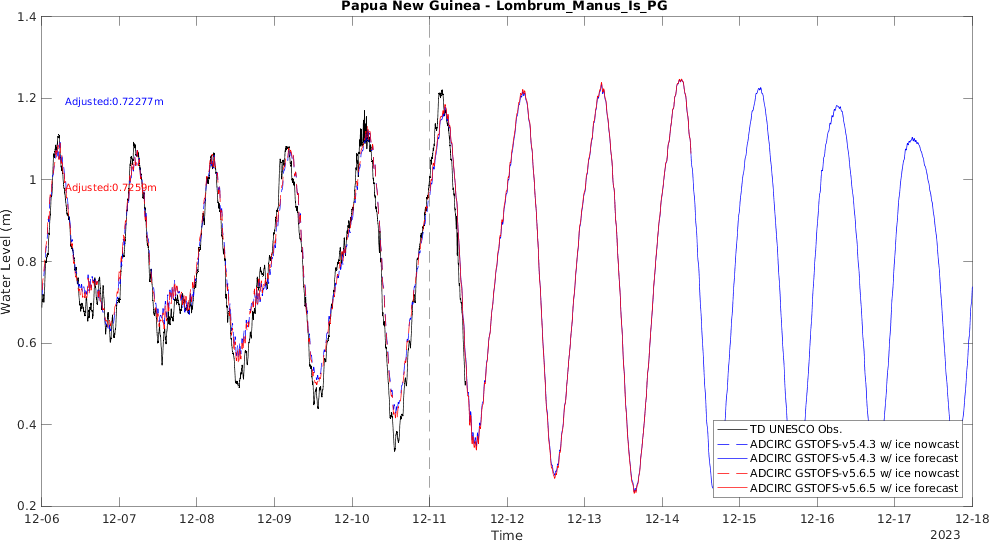 Papua New Guinea - Lombrum_Manus_Is_PG
Water Level (m)
1.4
1.2
1
0.8
0.6
0.4
0.2
Adjusted:0.72277m
Adjusted:0.7259m
TD UNESCO Obs.
ADCIRC GSTOFS-v5.4.3 w/ ice nowcast
ADCIRC GSTOFS-v5.4.3 w/ ice forecast
ADCIRC GSTOFS-v5.6.5 w/ ice nowcast
ADCIRC GSTOFS-v5.6.5 w/ ice forecast
12-06 12-07 12-08 12-09 12-10 12-11 12-12 12-13 12-14 12-15 12-16 12-17 12-18
Time
2023